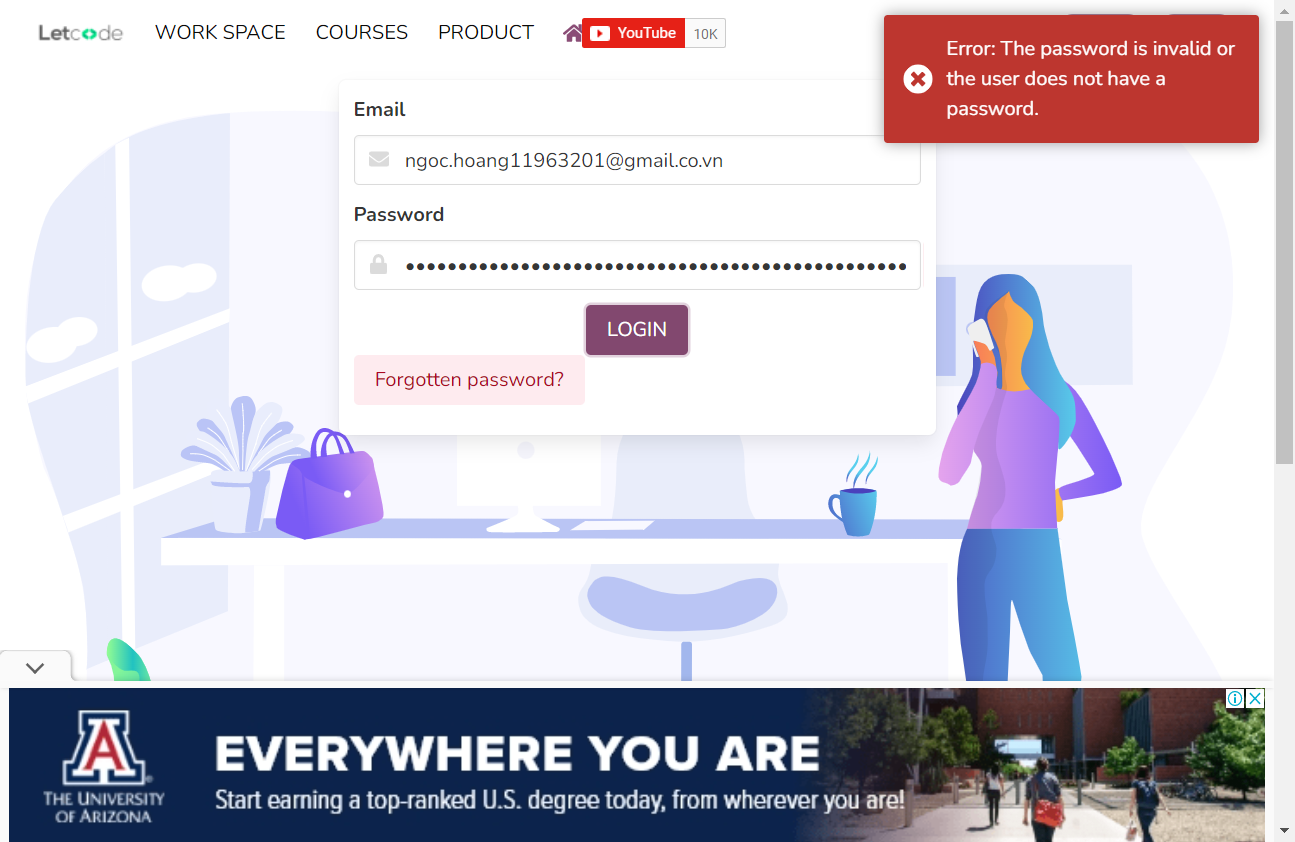 Letcode WORK SPACE COURSES PRODUCT YouTube 10K
Error: The password is invalid or
the user does not have a
password.
Email
ngoc.hoang11963201@gmail.co.vn
Password
LOGIN
Forgotten password?
A
THE UNIVERSITY
OF ARIZONA
EVERYWHERE YOU ARE
Start earning a top-ranked U.S. degree today, from wherever you are!